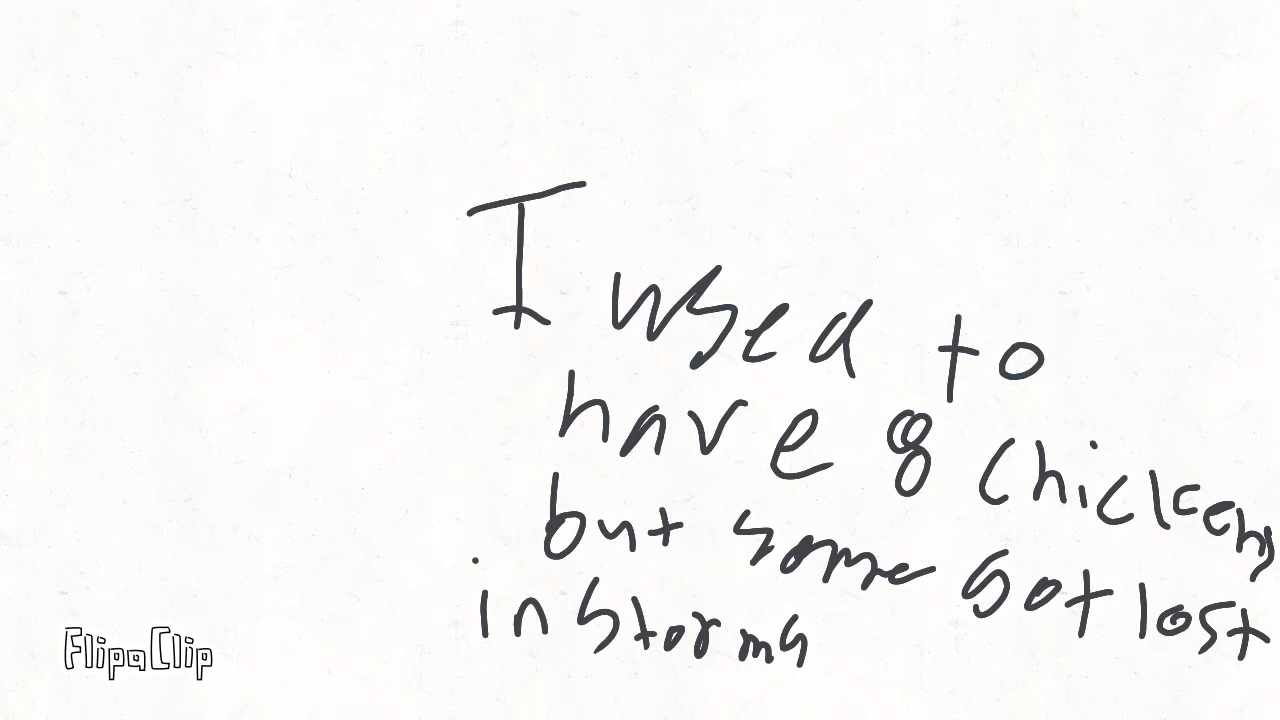 I used to
have 8 chickens
but some got lost
in storms
FlipaClip